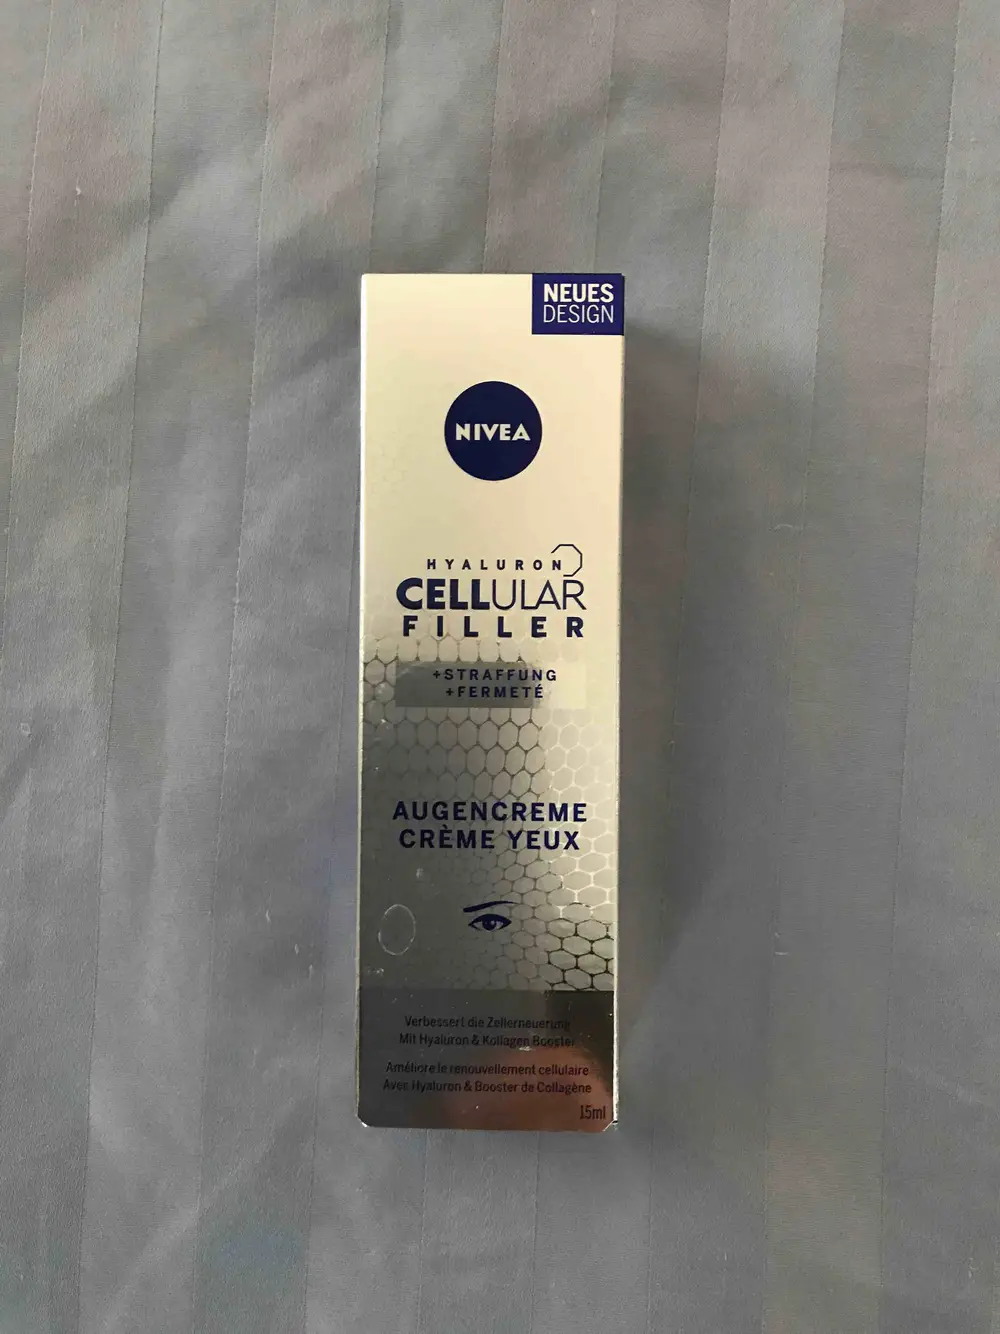 NEUES
DESIGN
NIVEA
HYALURON
CELLULAR
FILLER
+STRAFFUNG
+FERMETÉ
AUGENCREME
CRÈME YEUX
Verbessert die Zellerneuerung
Mit Hyaluron & Kollagen Booster
Améliore le renouvellement cellulaire
Avec Hyaluron & Booster de Collagène
15ml